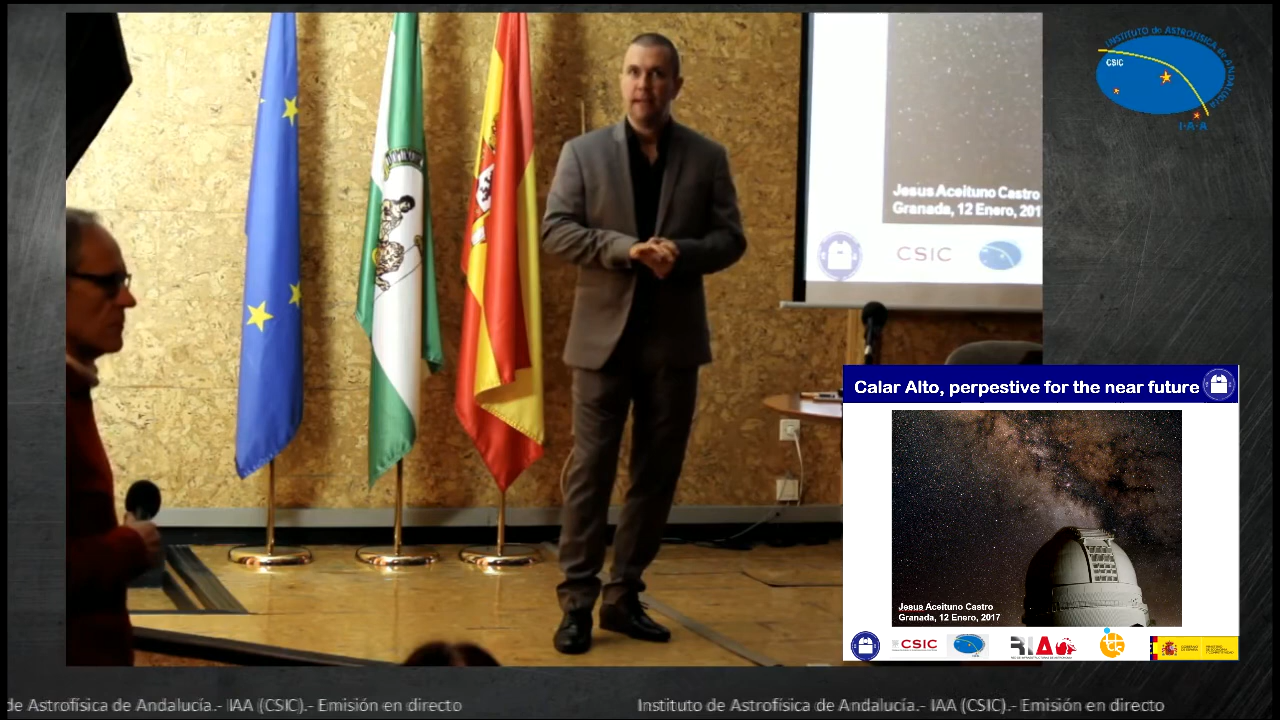 INSTITUTO de ASTROFÍSICA de ANDALUCÍA
CSIC
I-A-A
Jesus Aceituno Castro
Granada, 12 Enero, 201
CSIC
Calar Alto, perpestive for the near future
Jesus Aceituno Castro
Granada, 12 Enero, 2017
CSIC
RIA
de Astrofísica de Andalucía.- IAA (CSIC).- Emisión en directo
Instituto de Astrofísica de Andalucía.- IAA (CSIC).- Emisión en directo